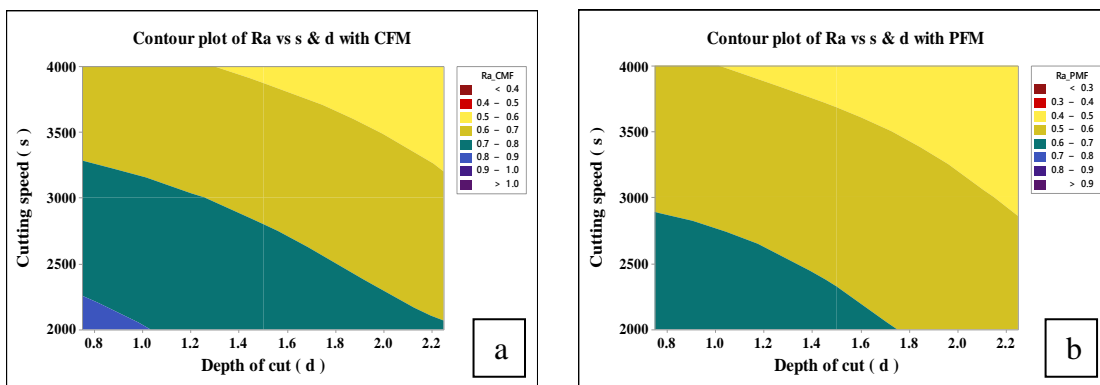 Contour plot of Ra vs s & d with CFM
Cutting speed ( s )
4000
3500
3000
2500
2000
0.8 1.0 1.2 1.4 1.6 1.8 2.0 2.2
Depth of cut ( d )
Ra_CMF
< 0.4
0.4 – 0.5
0.5 – 0.6
0.6 – 0.7
0.7 – 0.8
0.8 – 0.9
0.9 – 1.0
> 1.0
a
Contour plot of Ra vs s & d with PFM
Cutting speed ( s )
4000
3500
3000
2500
2000
0.8 1.0 1.2 1.4 1.6 1.8 2.0 2.2
Depth of cut ( d )
Ra_PMF
< 0.3
0.3 – 0.4
0.4 – 0.5
0.5 – 0.6
0.6 – 0.7
0.7 – 0.8
0.8 – 0.9
> 0.9
b